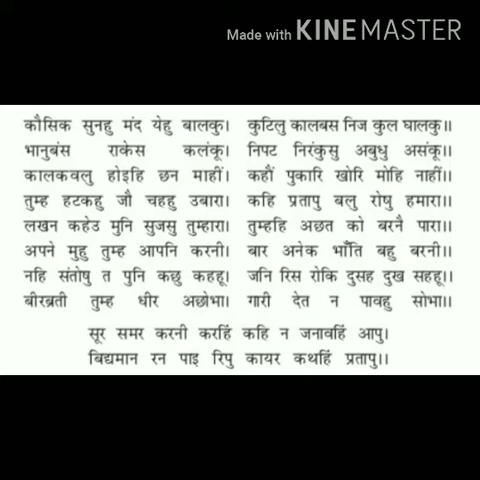 Made with KINEMASTER
कौसिक सुनहु मंद येहु बालकु। कुटिलु कालबस निज कुल घालकु॥
भानुबंस राकेस कलंकू। निपट निरंकुसु अबुधु असंकू॥
कालकवलु होइहि छन माहीं। कहौं पुकारि खोरि मोहि नाहीं॥
तुम्ह हटकहु जौ चहहु उबारा। कहि प्रतापु बलु रोषु हमारा॥
लखन कहेउ मुनि सुजसु तुम्हारा। तुम्हहि अछत को बरनै पारा॥
अपने मुहु तुम्ह आपनि करनी। बार अनेक भाँति बहु बरनी॥
नहि संतोषु त पुनि कछु कहहू। जनि रिस रोकि दुसह दुख सहहू॥
बीरब्रती तुम्ह धीर अछोभा। गारी देत न पावहु सोभा॥
सूर समर करनी करहिं कहि न जनावहिं आपु।
बिद्यमान रन पाइ रिपु कायर कथहिं प्रतापु॥